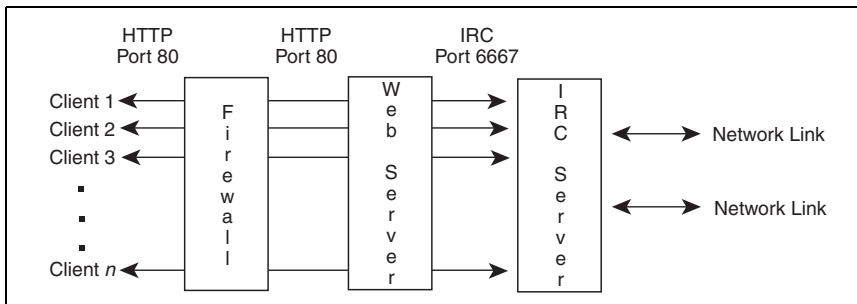 HTTP
Port 80
HTTP
Port 80
IRC
Port 6667
Client 1
Client 2
Client 3
Client n
Firewall
Web Server
IRC Server
Network Link
Network Link